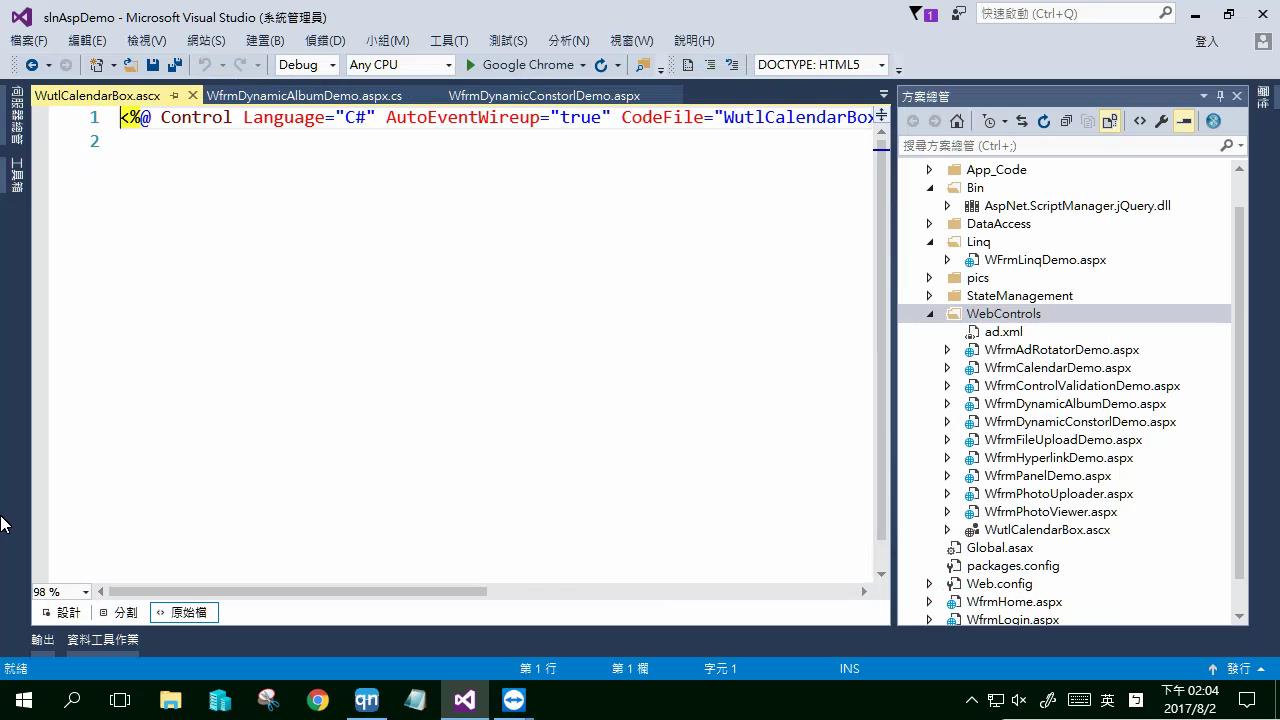 slnAspDemo - Microsoft Visual Studio (系統管理員)
1
快速啟動 (Ctrl+Q)
檔案(F) 編輯(E) 檢視(V) 網站(S) 建置(B) 偵錯(D) 小組(M) 工具(T) 測試(S) 分析(N) 視窗(W) 說明(H)
登入
Debug Any CPU Google Chrome DOCTYPE: HTML5
WutlCalendarBox.ascx WfrmDynamicAlbumDemo.aspx.cs WfrmDynamicConstorlDemo.aspx
伺服器總管
工具箱
1 <%@ Control Language="C#" AutoEventWireup="true" CodeFile="WutlCalendarBox
2
98 %
設計 分割 原始檔
方案總管
搜尋方案總管 (Ctrl+;)
App_Code
Bin
AspNet.ScriptManager.jQuery.dll
DataAccess
Linq
WFrmLinqDemo.aspx
pics
StateManagement
WebControls
ad.xml
WfrmAdRotatorDemo.aspx
WfrmCalendarDemo.aspx
WfrmControlValidationDemo.aspx
WfrmDynamicAlbumDemo.aspx
WfrmDynamicConstorlDemo.aspx
WfrmFileUploadDemo.aspx
WfrmHyperlinkDemo.aspx
WfrmPanelDemo.aspx
WfrmPhotoUploader.aspx
WfrmPhotoViewer.aspx
WutlCalendarBox.ascx
Global.asax
packages.config
Web.config
WfrmHome.aspx
WfrmLogin.aspx
輸出 資料工具作業
就緒 第 1 行 第 1 欄 字元 1 INS 發行
qn
英
下午 02:04
2017/8/2